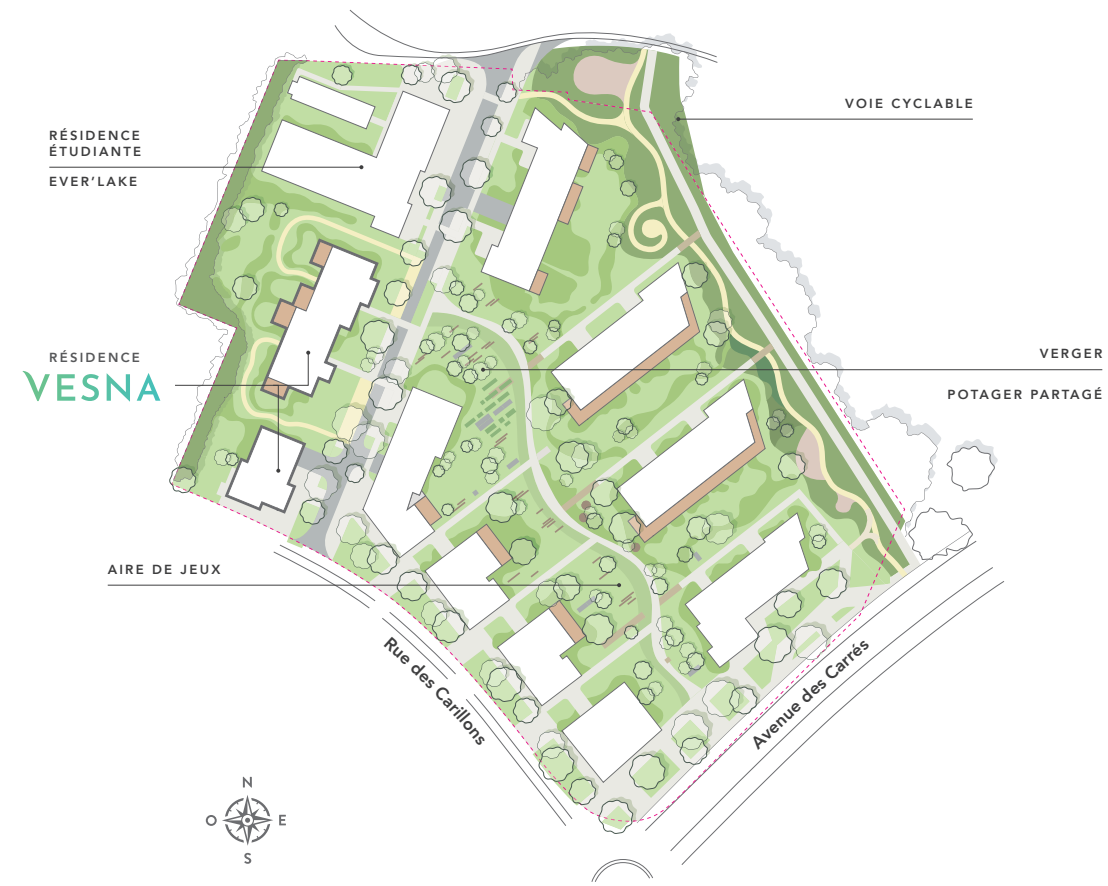 VOIE CYCLABLE
RÉSIDENCE
ÉTUDIANTE
EVER'LAKE
RÉSIDENCE
VESNA
VERGER
POTAGER PARTAGÉ
AIRE DE JEUX
Rue des Carillons
Avenue des Carrés
N
O
E
S